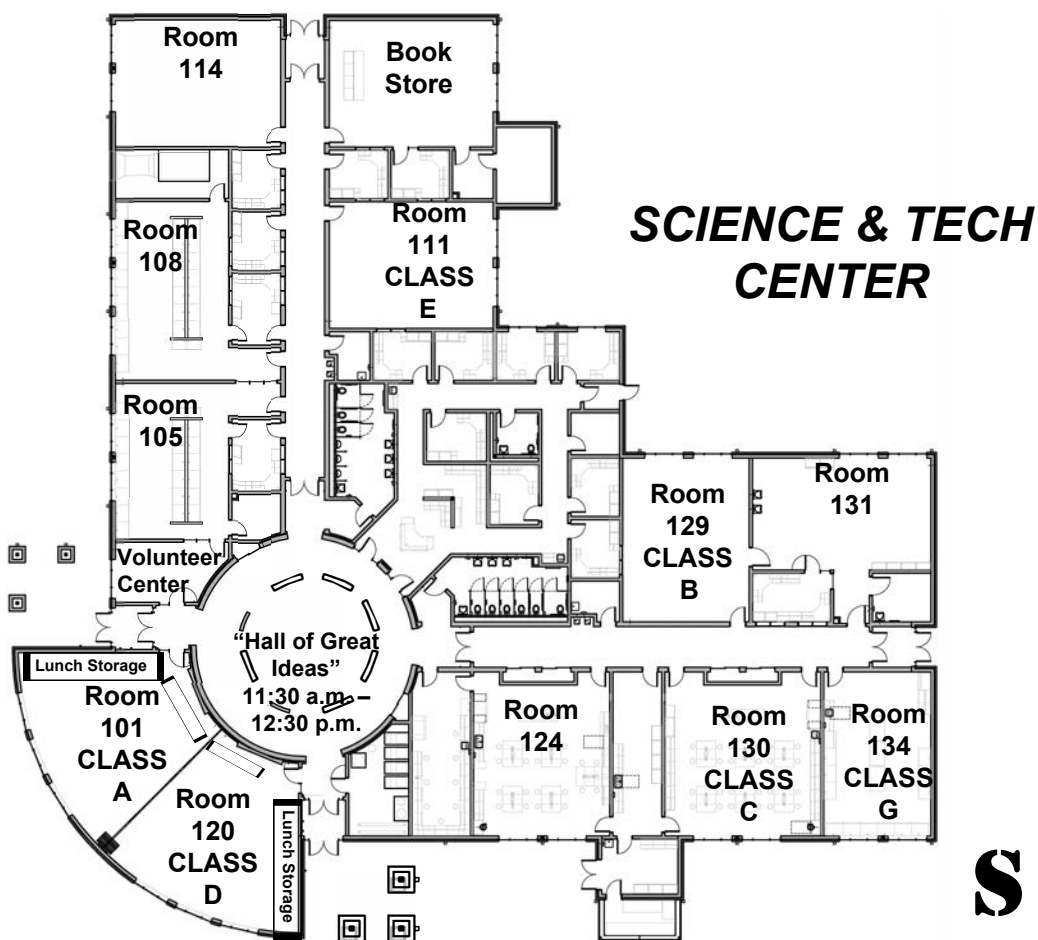 Room
114
Book
Store
SCIENCE & TECH
CENTER
Room
108
Room
111
CLASS
E
Room
105
Room
129
CLASS
B
Room
131
Volunteer
Center
“Hall of Great
Ideas”
11:30 a.m. –
12:30 p.m.
Lunch Storage
Room
101
CLASS
A
Room
120
CLASS
D
Lunch Storage
Room
124
Room
130
CLASS
C
Room
134
CLASS
G
S